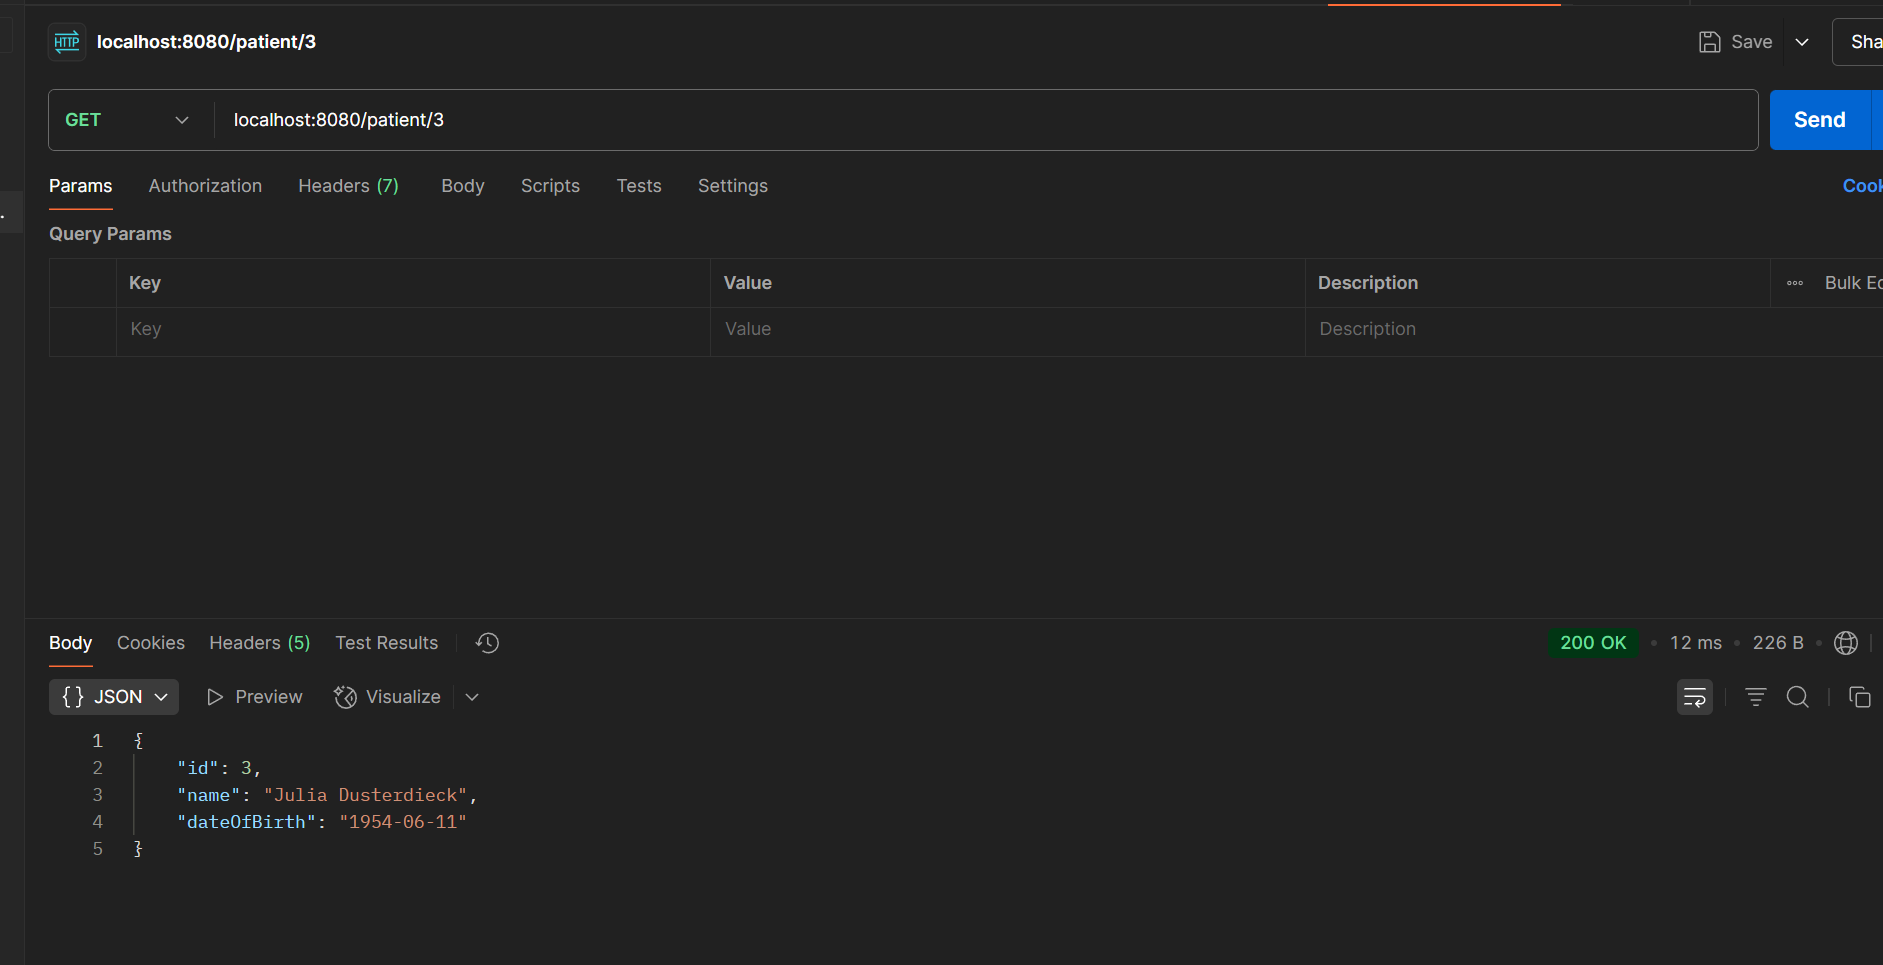 HTTP localhost:8080/patient/3 Save Sha
GET localhost:8080/patient/3 Send
Params Authorization Headers (7) Body Scripts Tests Settings Cook
Query Params
Key Value Description Bulk Ed
Key Value Description
Body Cookies Headers (5) Test Results 200 OK • 12 ms • 226 B •
{} JSON Preview Visualize
1 {
2 "id": 3,
3 "name": "Julia Dusterdieck",
4 "dateOfBirth": "1954-06-11"
5 }